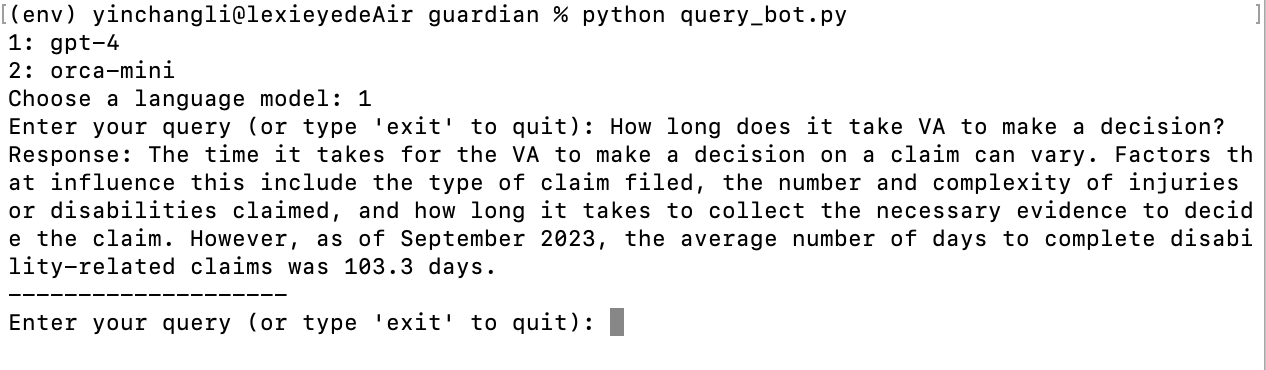 [(env) yinchangli@lexieyedeAir guardian % python query_bot.py ]
1: gpt-4
2: orca-mini
Choose a language model: 1
Enter your query (or type 'exit' to quit): How long does it take VA to make a decision?
Response: The time it takes for the VA to make a decision on a claim can vary. Factors th
at influence this include the type of claim filed, the number and complexity of injuries
or disabilities claimed, and how long it takes to collect the necessary evidence to decid
e the claim. However, as of September 2023, the average number of days to complete disabi
lity-related claims was 103.3 days.
--------------------
Enter your query (or type 'exit' to quit):